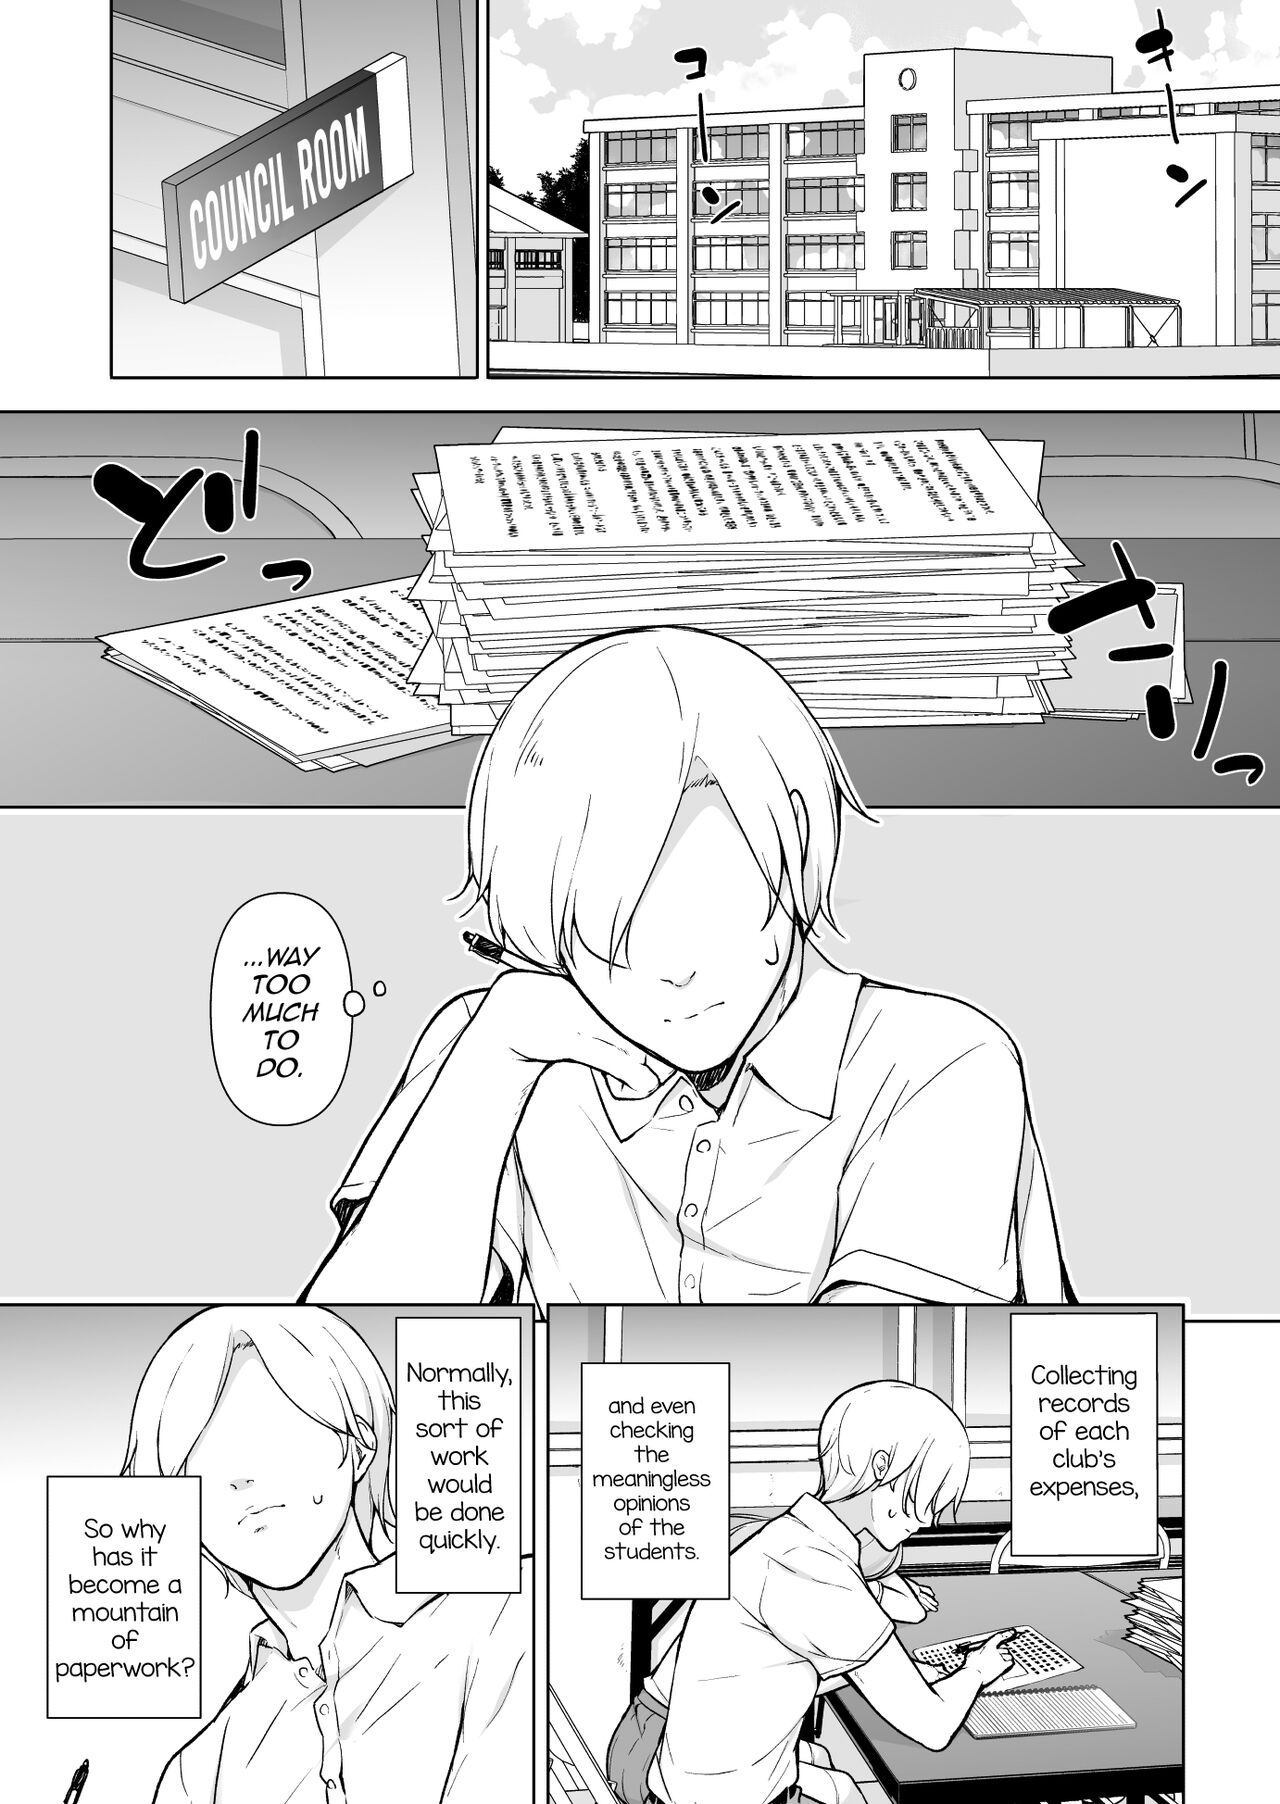 キーン
コーン
COUNCIL ROOM
どっ
さりっ
...WAY
TOO
MUCH
TO
DO.
Collecting
records
of each
club's
expenses,
and even
checking the
meaningless
opinions
of the
students.
Normally,
this
sort of
work
would
be done
quickly.
So why
has it
become a
mountain
of
paperwork?